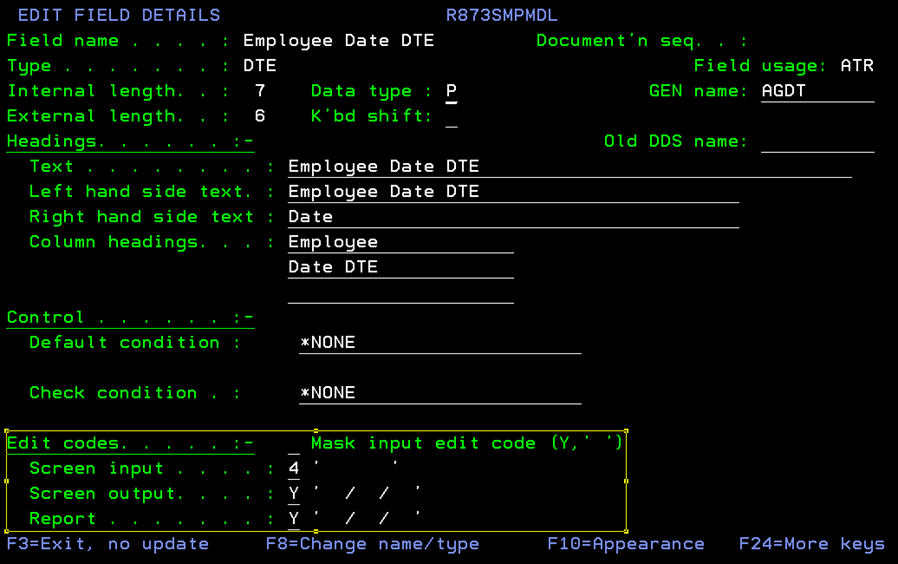 EDIT FIELD DETAILS R873SMPMDL
Field name . . . . : Employee Date DTE Document'n seq. . :
Type . . . . . . . : DTE Field usage: ATR
Internal length. . : 7 Data type : P GEN name: AGDT
External length. . : 6 K'bd shift: _
Headings. . . . . . :- Old DDS name:
Text . . . . . . . . : Employee Date DTE
Left hand side text. : Employee Date DTE
Right hand side text : Date
Column headings. . . : Employee
Date DTE
Control . . . . . . :-
Default condition : *NONE
Check condition . : *NONE
Edit codes. . . . . :- _ Mask input edit code (Y,' ')
Screen input . . . . : 4 ' '
Screen output. . . . : Y ' / / '
Report . . . . . . . : Y ' / / '
F3=Exit, no update F8=Change name/type F10=Appearance F24=More keys